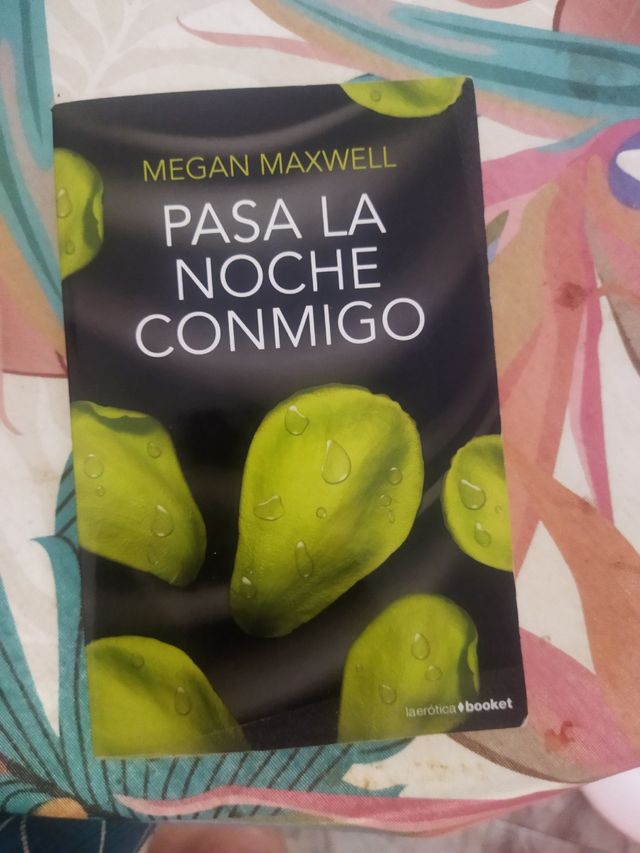 MEGAN MAXWELL
PASA LA
NOCHE
CONMIGO
laerótica booket